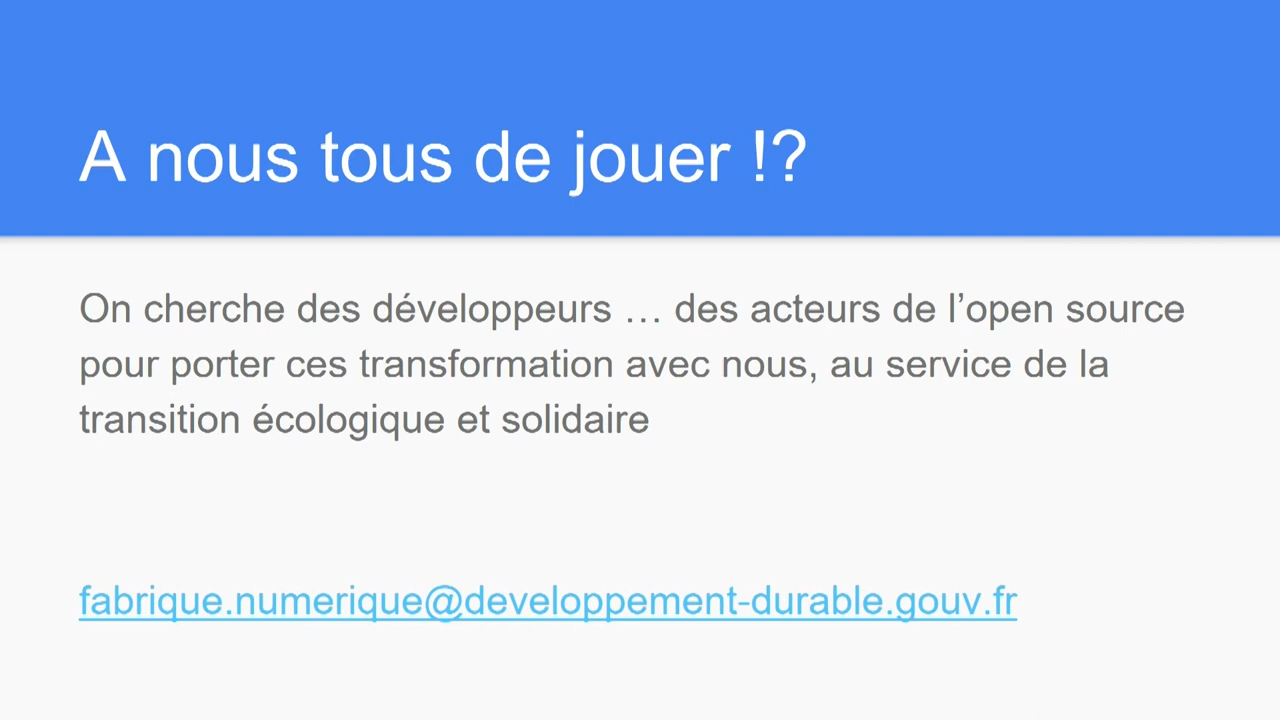 A nous tous de jouer !?
On cherche des développeurs … des acteurs de l’open source
pour porter ces transformation avec nous, au service de la
transition écologique et solidaire
fabrique.numerique@developpement-durable.gouv.fr